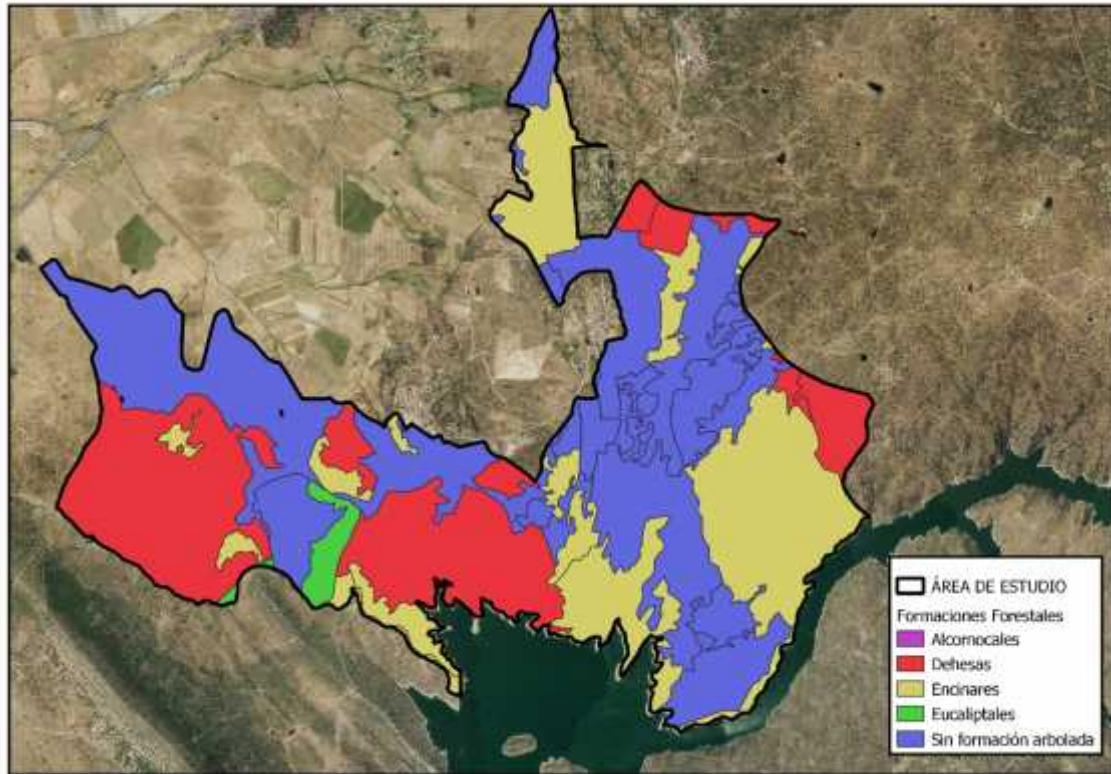 ÁREA DE ESTUDIO
Formaciones Forestales
Alcornocales
Dehesas
Encinares
Eucaliptales
Sin formación arbolada